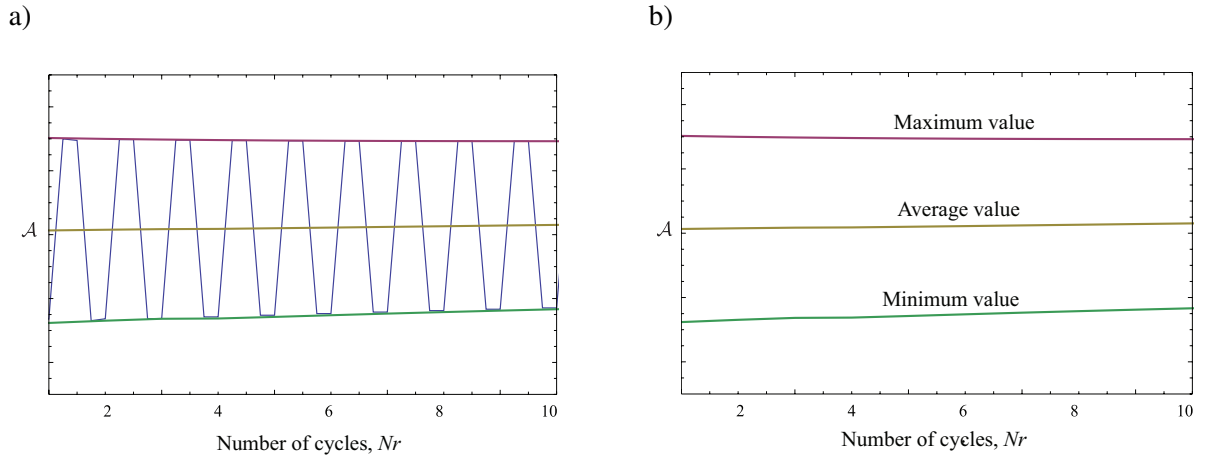 a)
𝒜
2 4 6 8 10
Number of cycles, Nr
b)
Maximum value
Average value
𝒜
Minimum value
2 4 6 8 10
Number of cycles, Nr